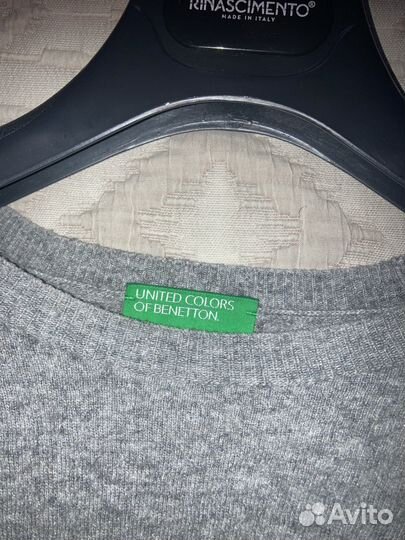 RINASCIMENTO®
MADE IN ITALY
UNITED COLORS
OF BENETTON.
Avito